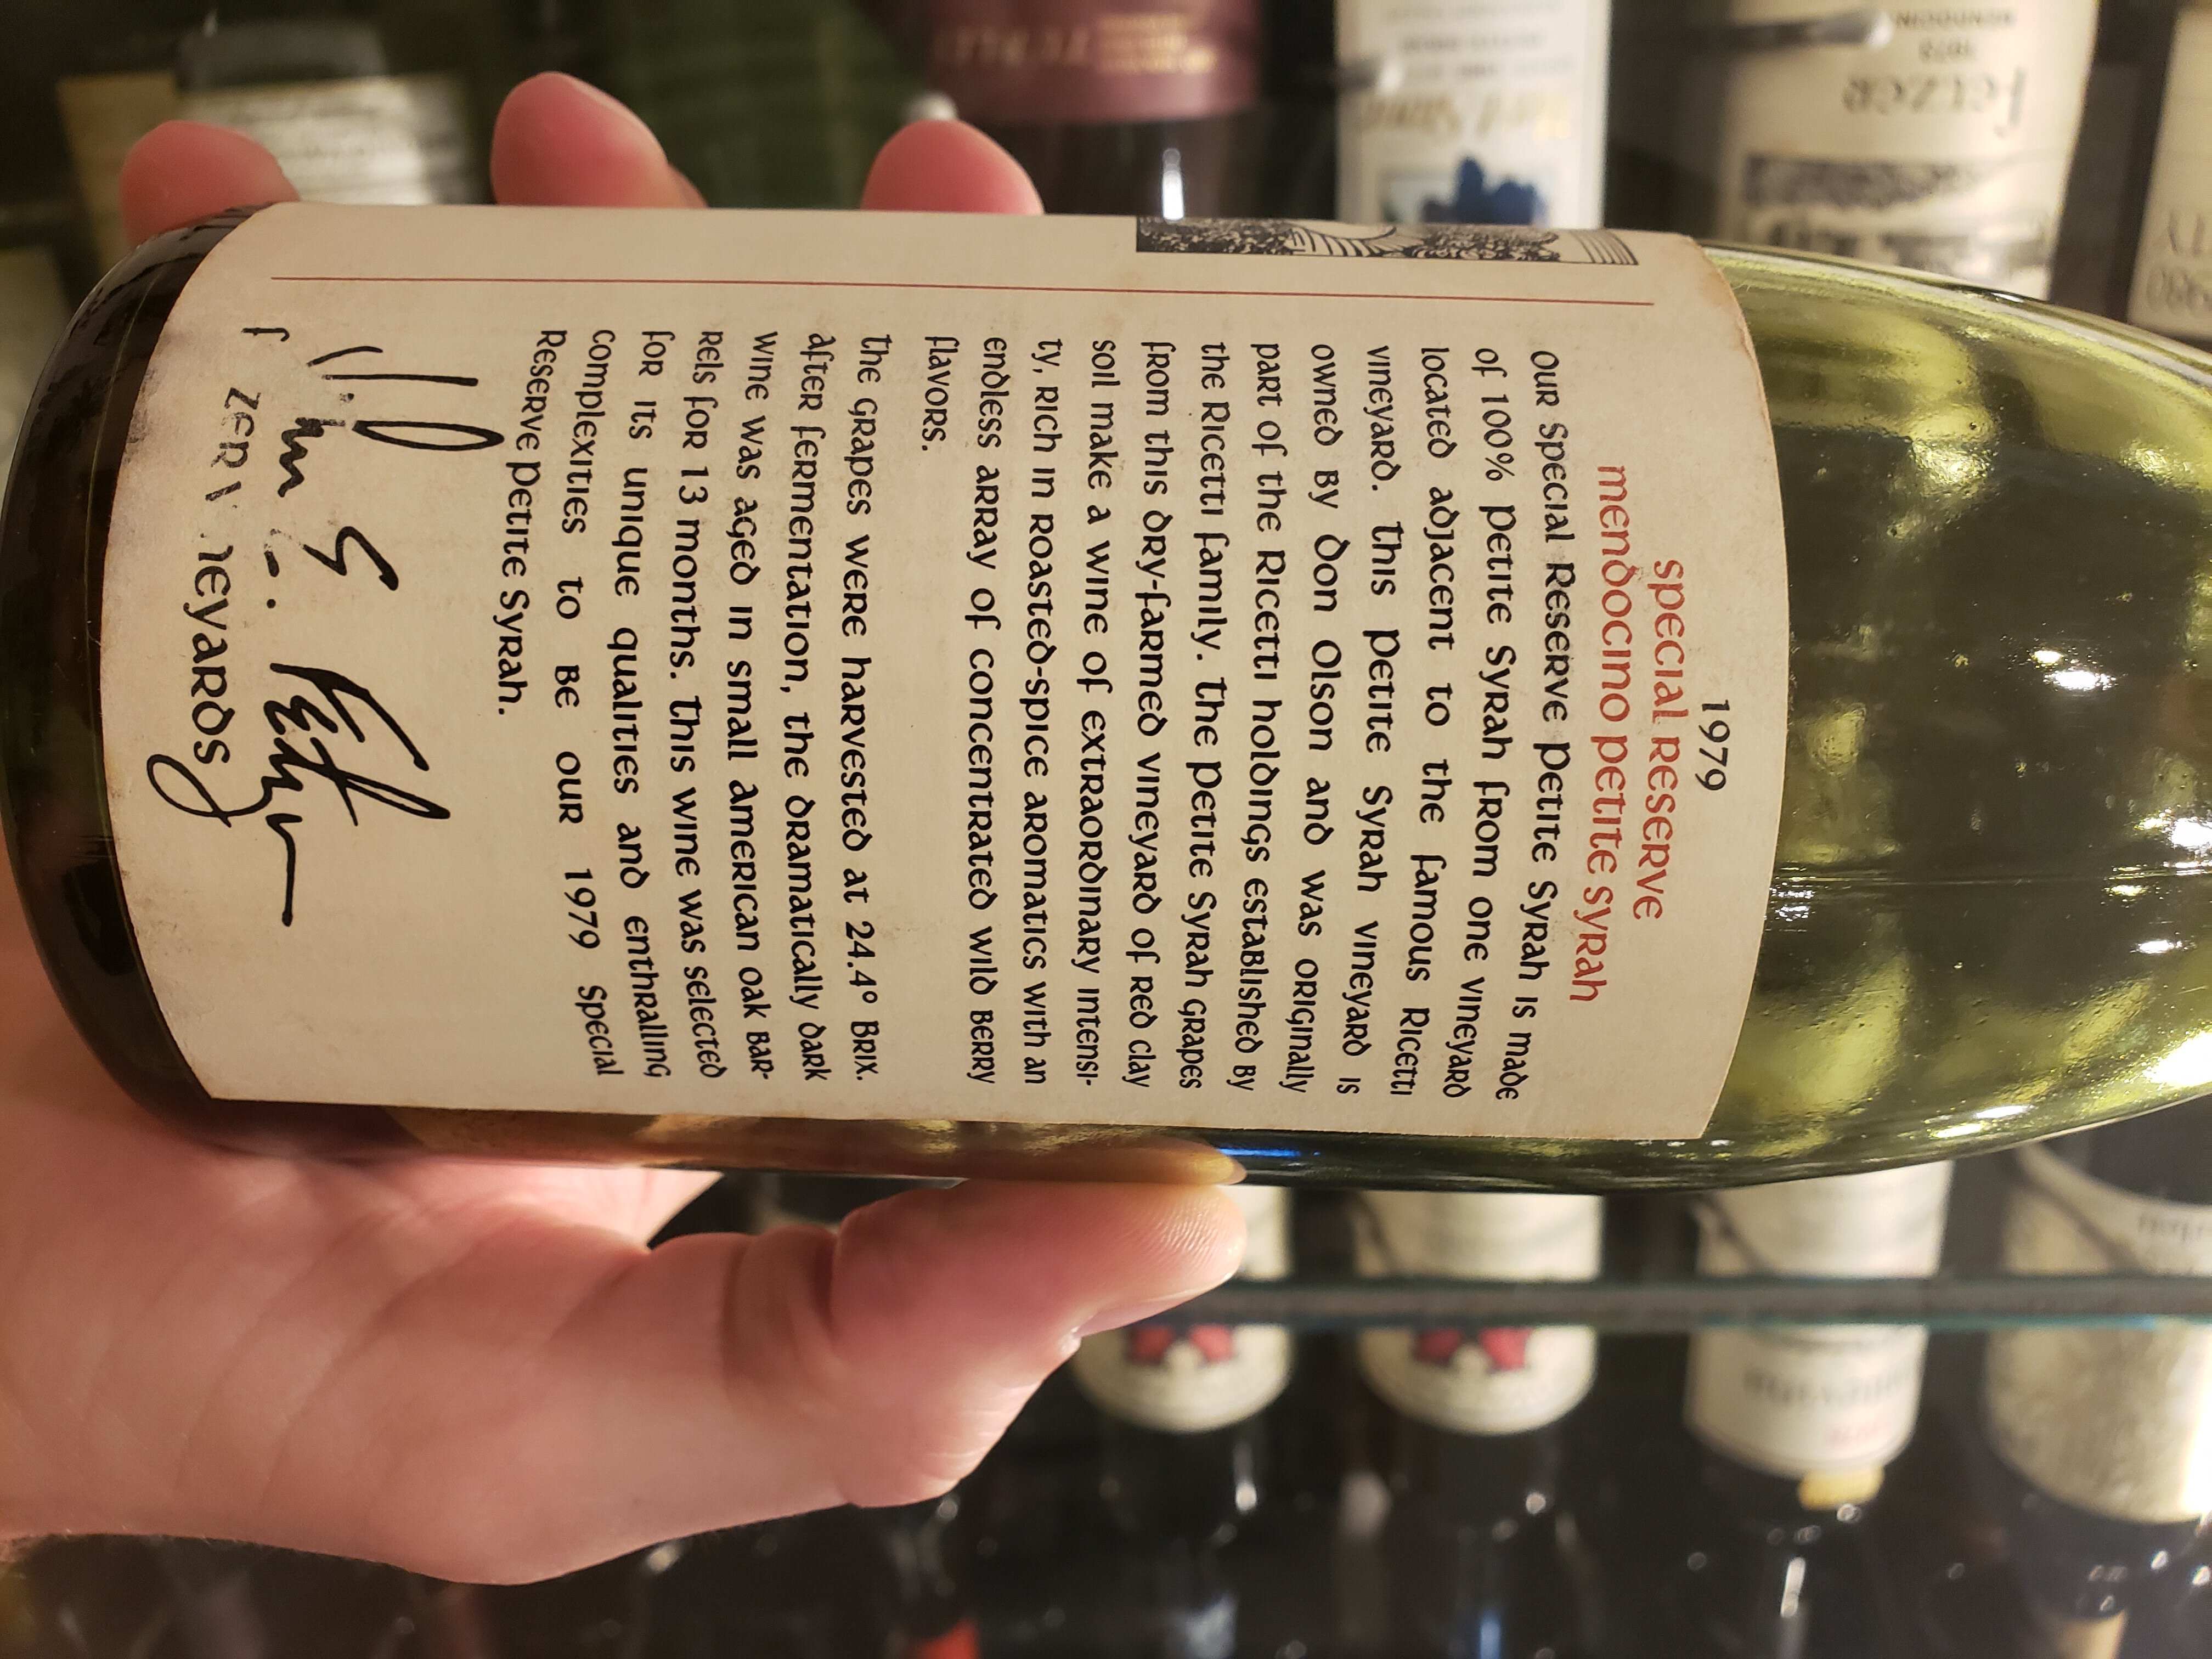 1979
Special Reserve
Mendocino Petite Syrah
Our Special Reserve Petite Syrah is made
of 100% Petite Syrah from one vineyard
located adjacent to the famous Ricetti
vineyard. This Petite Syrah vineyard is
owned by Don Olson and was originally
part of the Ricetti holdings established by
the Ricetti family. The Petite Syrah grapes
from this dry-farmed vineyard of red clay
soil make a wine of extraordinary intensi-
ty, rich in roasted-spice aromatics with an
endless array of concentrated wild berry
flavors.
The grapes were harvested at 24.4° Brix.
After fermentation, the dramatically dark
wine was aged in small American oak bar-
rels for 13 months. This wine was selected
for its unique qualities and enthralling
complexities to be our 1979 Special
Reserve Petite Syrah.
Fetzer
1979